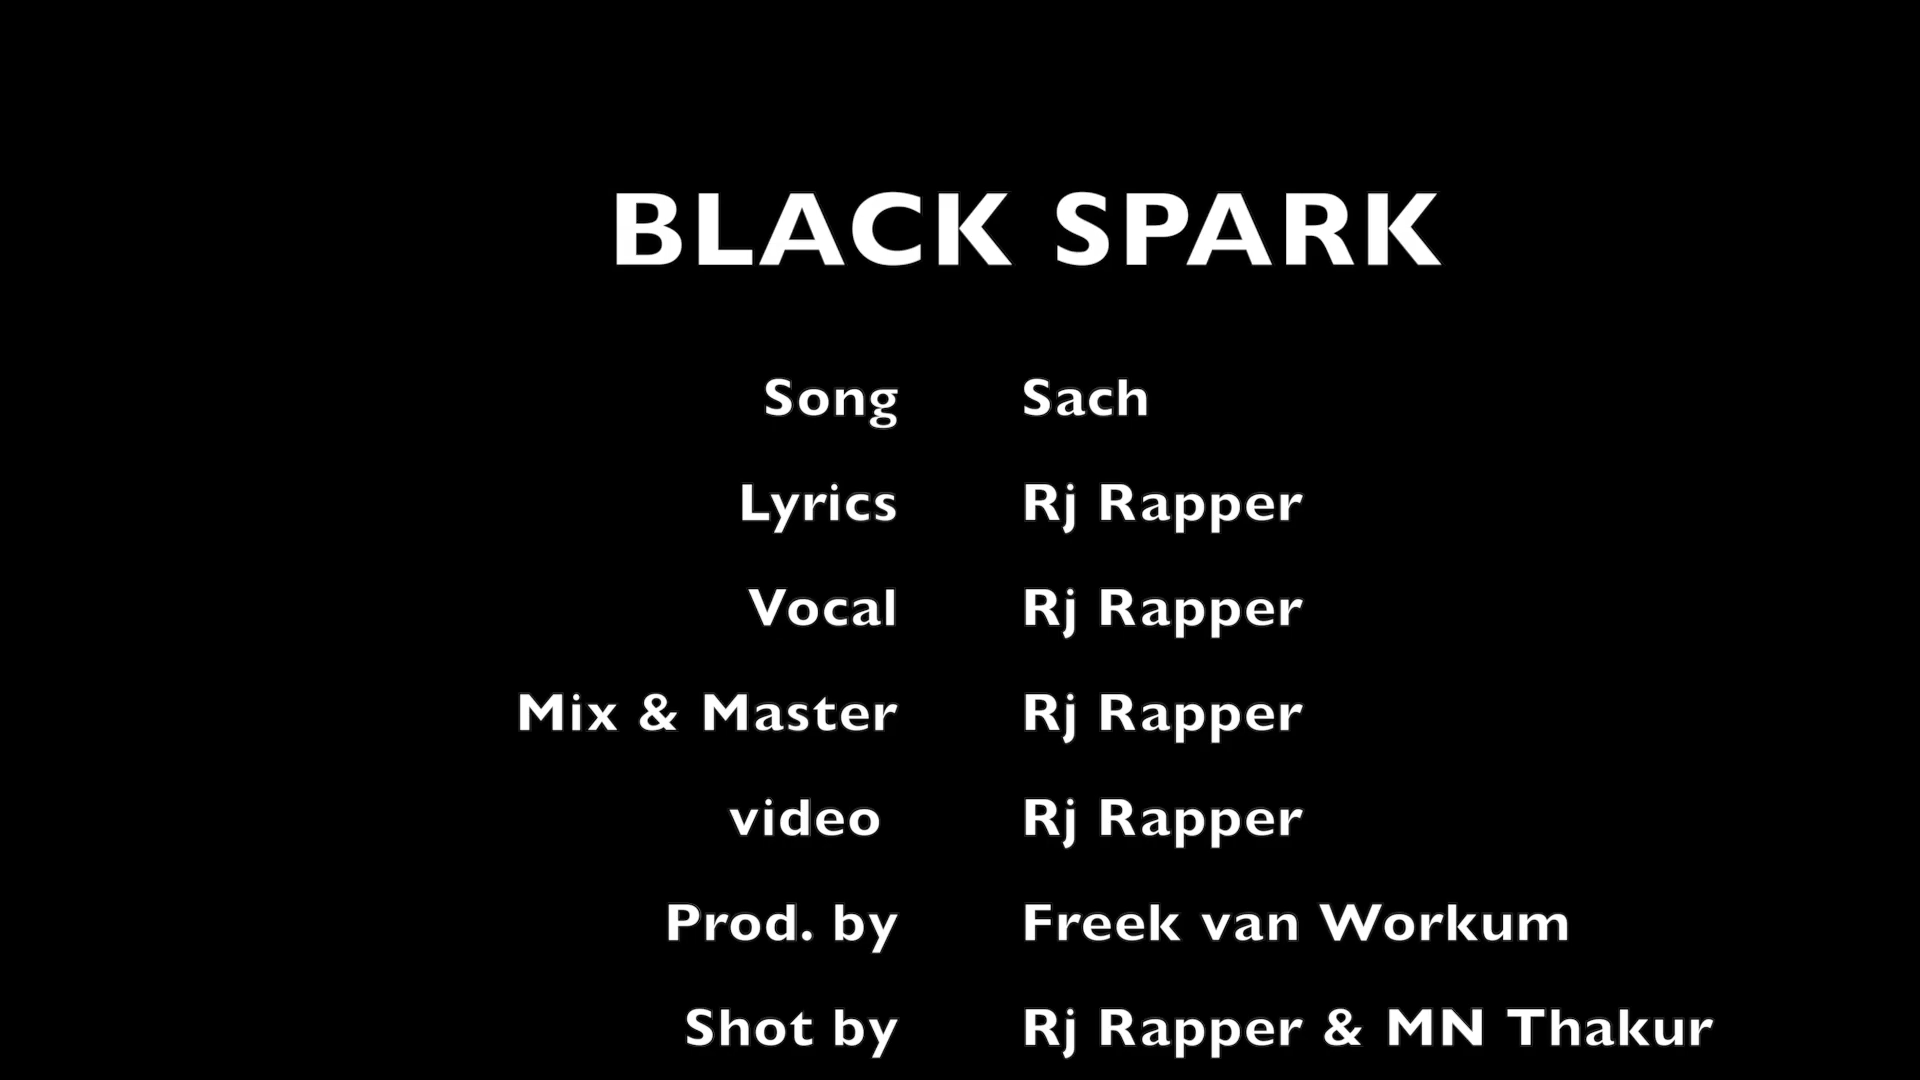 BLACK SPARK
Song Sach
Lyrics Rj Rapper
Vocal Rj Rapper
Mix & Master Rj Rapper
video Rj Rapper
Prod. by Freek van Workum
Shot by Rj Rapper & MN Thakur